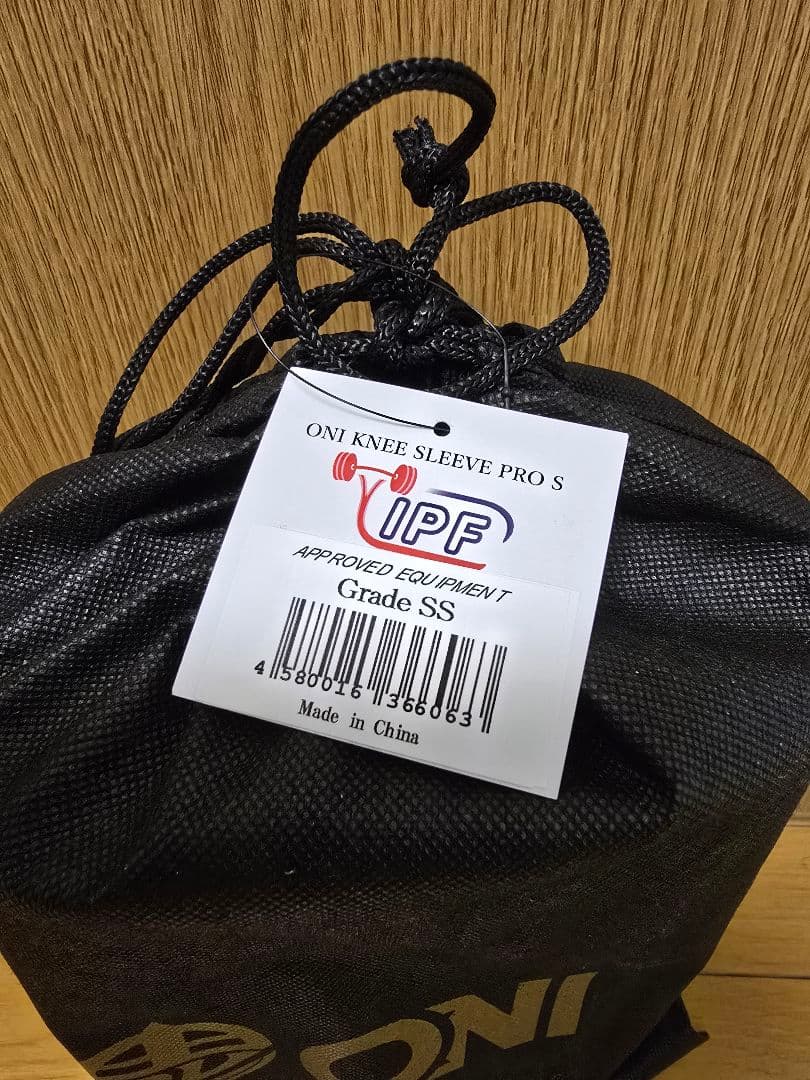 ONI KNEE SLEEVE PRO S
IPF
APPROVED EQUIPMENT
Grade SS
4 580016 366063
Made in China
ONI